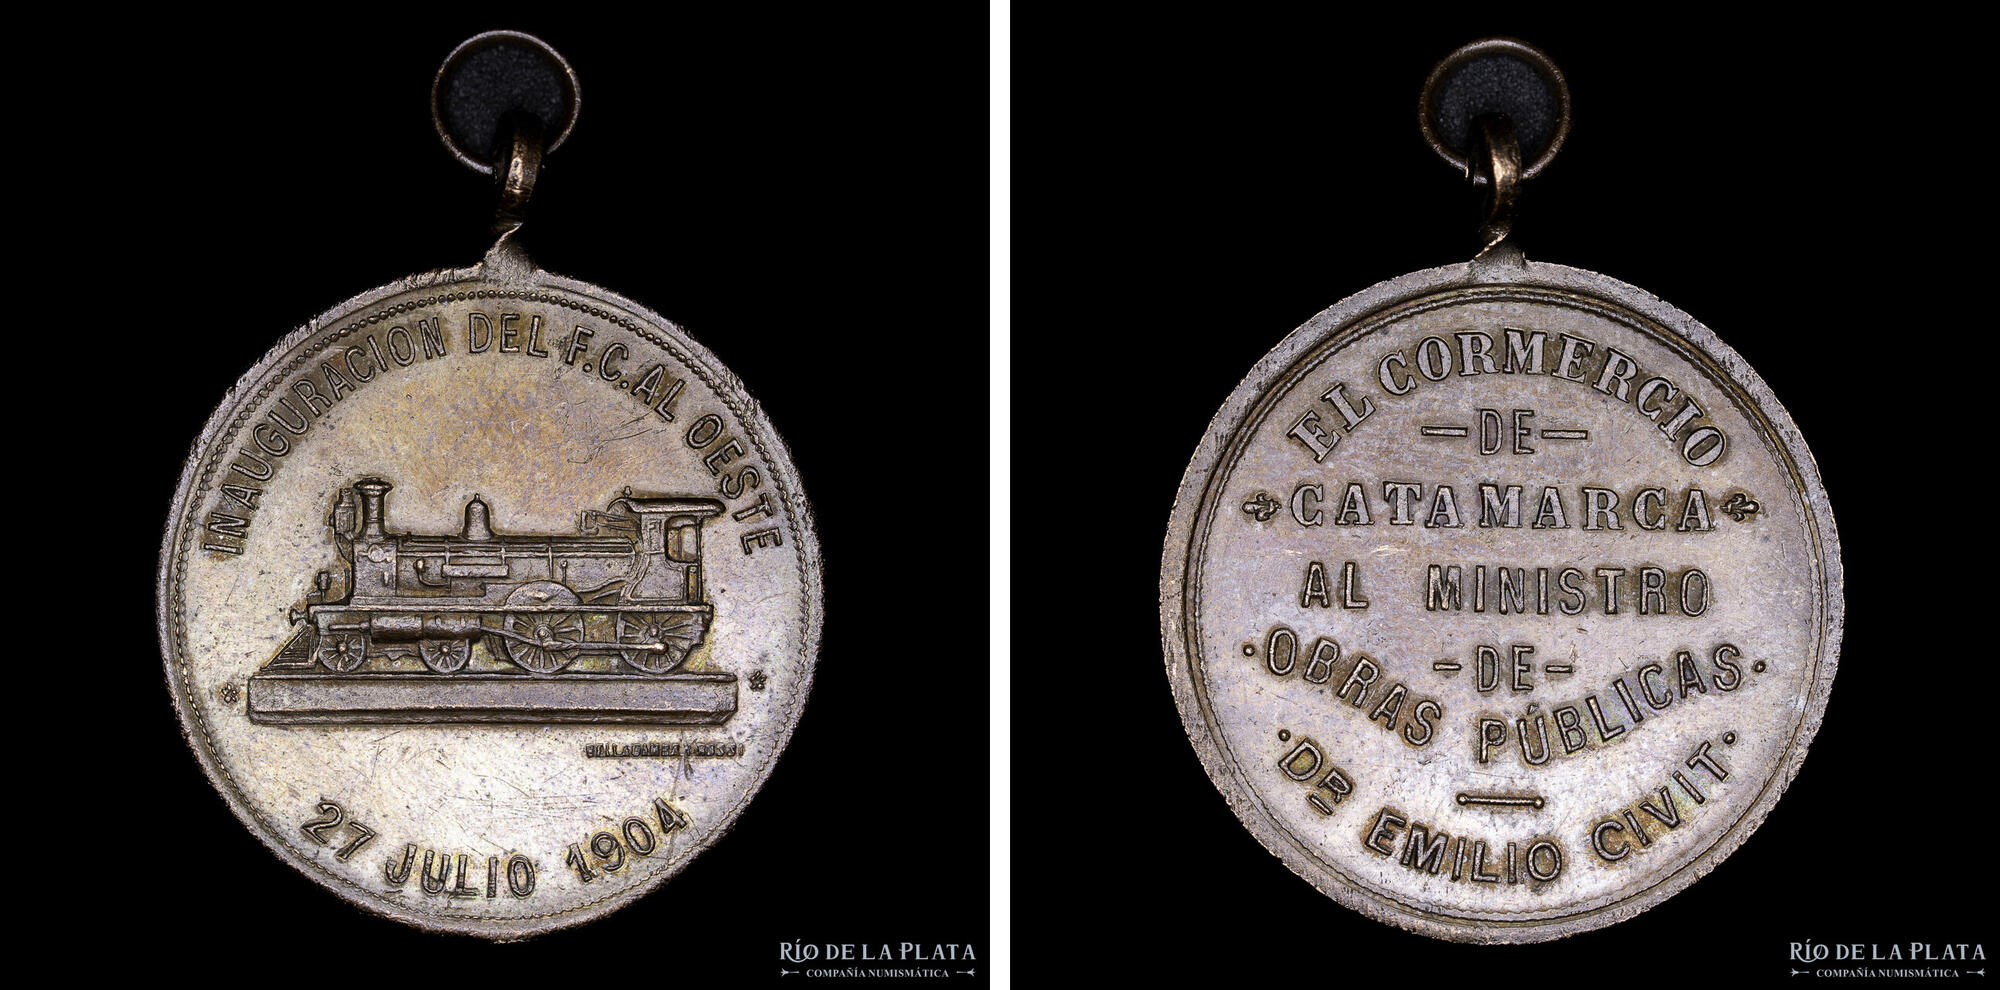 INAUGURACION DEL F.C. AL OESTE
27 JULIO 1904
RÍO DE LA PLATA
COMPAÑÍA NUMISMÁTICA
EL CORMERCIO
—DE—
CATAMARCA
AL MINISTRO
-DE-
·OBRAS PÚBLICAS·
·DR EMILIO CIVIT·
RÍO DE LA PLATA
COMPAÑÍA NUMISMÁTICA